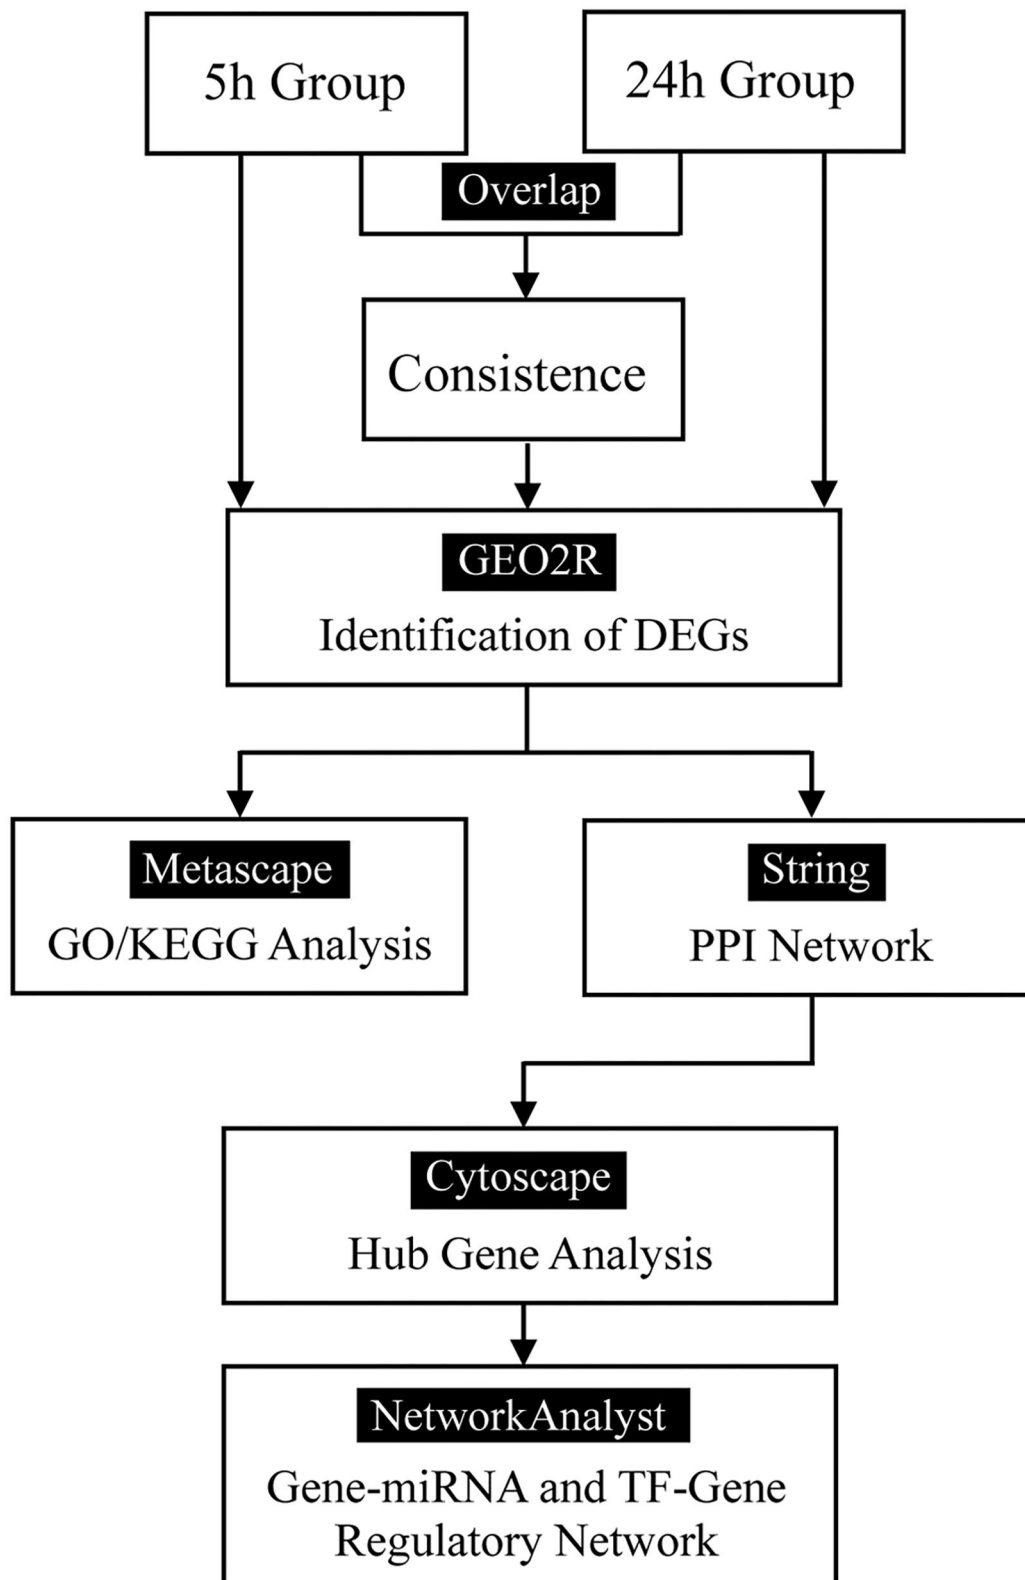 5h Group
24h Group
Overlap
Consistence
GEO2R
Identification of DEGs
Metascape
GO/KEGG Analysis
String
PPI Network
Cytoscape
Hub Gene Analysis
NetworkAnalyst
Gene-miRNA and TF-Gene
Regulatory Network